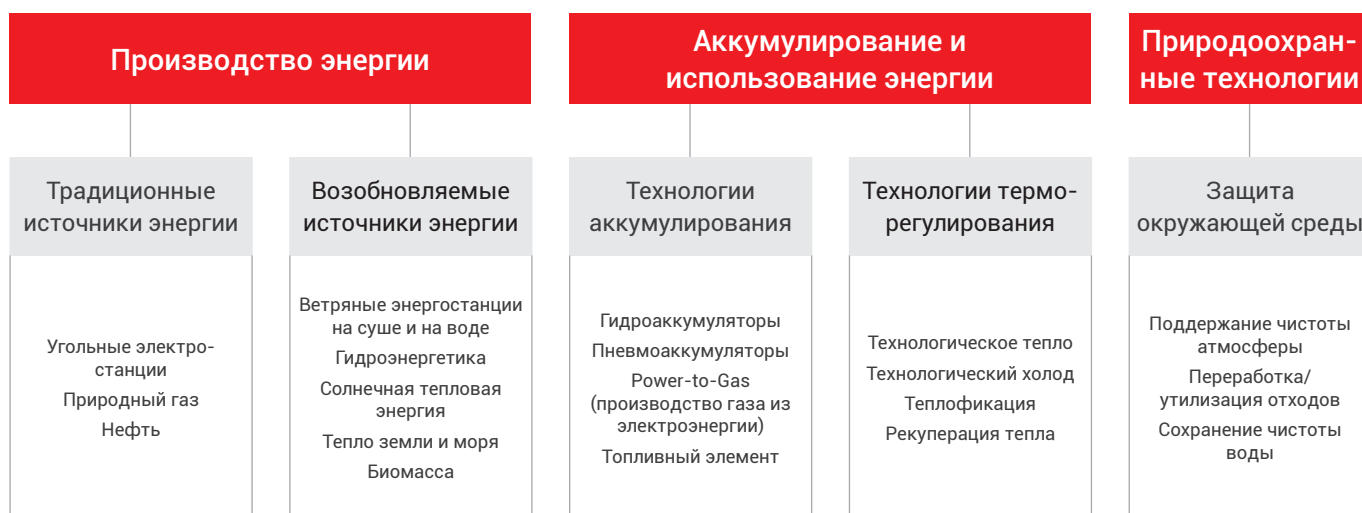 Производство энергии
Аккумулирование и
использование энергии
Природоохран-
ные технологии
Традиционные
источники энергии
Возобновляемые
источники энергии
Технологии
аккумулирования
Технологии термо-
регулирования
Защита
окружающей среды
Угольные электро-
станции
Природный газ
Нефть
Ветряные энергостанции
на суше и на воде
Гидроэнергетика
Солнечная тепловая
энергия
Тепло земли и моря
Биомасса
Гидроаккумуляторы
Пневмоаккумуляторы
Power-to-Gas
(производство газа из
электроэнергии)
Топливный элемент
Технологическое тепло
Технологический холод
Теплофикация
Рекуперация тепла
Поддержание чистоты
атмосферы
Переработка/
утилизация отходов
Сохранение чистоты
воды